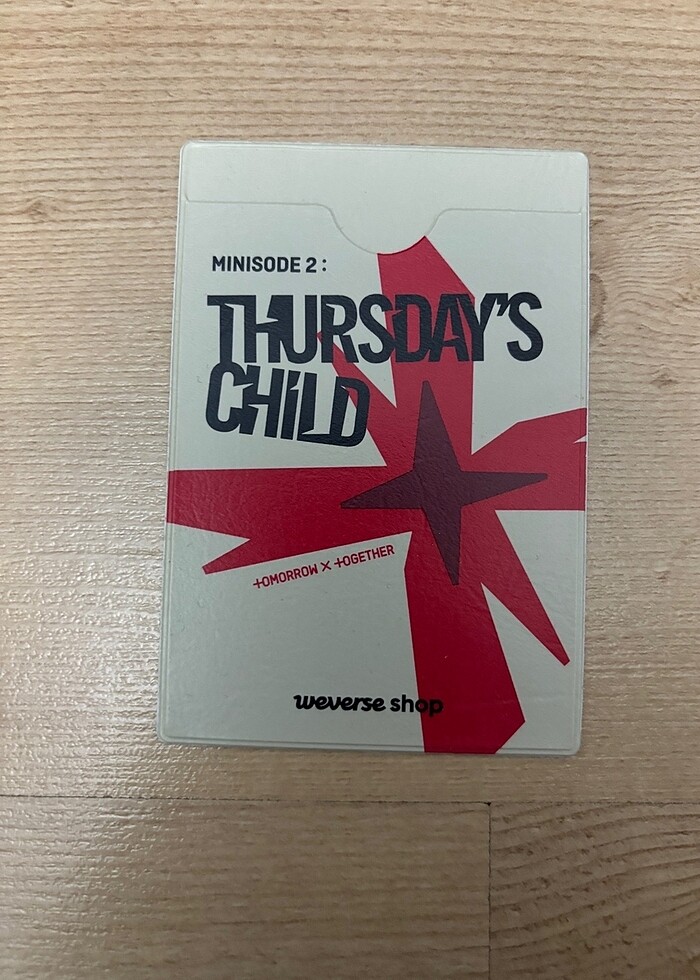 MINISODE 2 :
THURSDAY'S
CHiLD
tOMORROW X tOGETHER
weverse shop